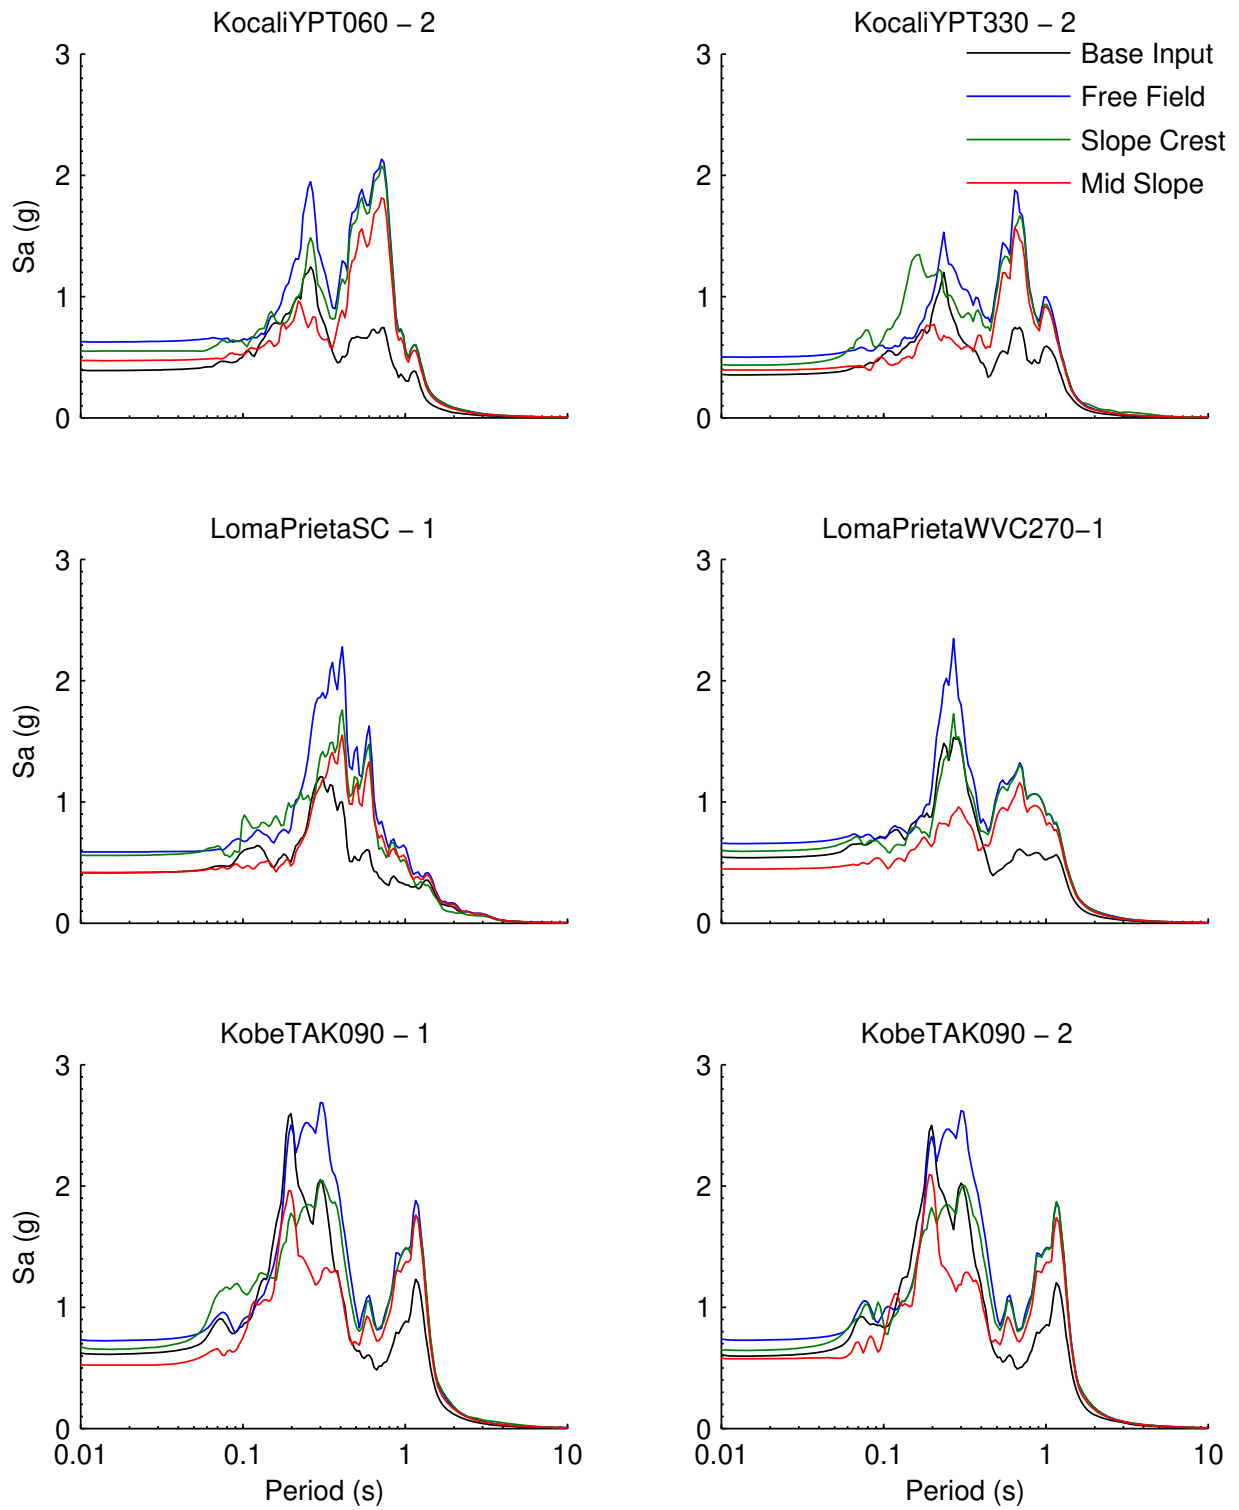 KocaliYPT060 − 2
KocaliYPT330 − 2
Base Input
Free Field
Slope Crest
Mid Slope
3
2
1
0
Sa (g)
3
2
1
0
LomaPrietaSC − 1
LomaPrietaWVC270−1
3
2
1
0
Sa (g)
3
2
1
0
KobeTAK090 − 1
KobeTAK090 − 2
3
2
1
0
Sa (g)
3
2
1
0
0.01 0.1 1 10
0.01 0.1 1 10
Period (s)
Period (s)